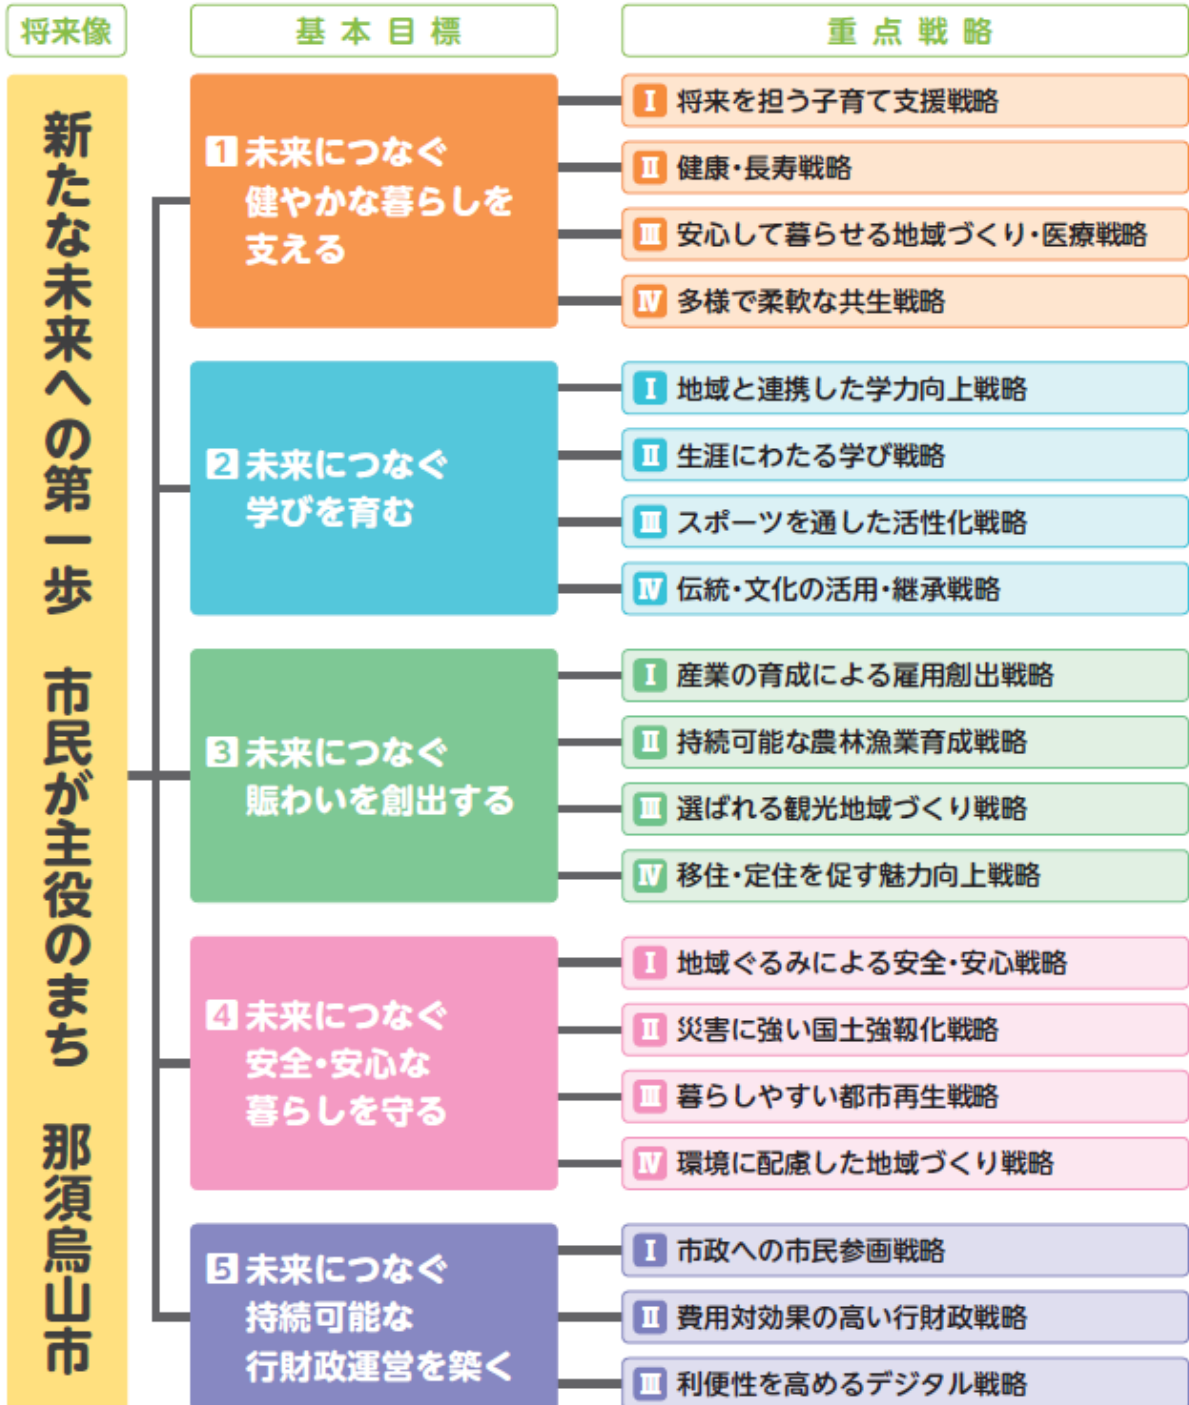 将来像
基本目標
重点戦略
新たな未来への第一歩　市民が主役のまち　那須烏山市
1 未来につなぐ
健やかな暮らしを
支える
Ⅰ 将来を担う子育て支援戦略
Ⅱ 健康・長寿戦略
Ⅲ 安心して暮らせる地域づくり・医療戦略
Ⅳ 多様で柔軟な共生戦略
2 未来につなぐ
学びを育む
Ⅰ 地域と連携した学力向上戦略
Ⅱ 生涯にわたる学び戦略
Ⅲ スポーツを通した活性化戦略
Ⅳ 伝統・文化の活用・継承戦略
3 未来につなぐ
賑わいを創出する
Ⅰ 産業の育成による雇用創出戦略
Ⅱ 持続可能な農林漁業育成戦略
Ⅲ 選ばれる観光地域づくり戦略
Ⅳ 移住・定住を促す魅力向上戦略
4 未来につなぐ
安全・安心な
暮らしを守る
Ⅰ 地域ぐるみによる安全・安心戦略
Ⅱ 災害に強い国土強靱化戦略
Ⅲ 暮らしやすい都市再生戦略
Ⅳ 環境に配慮した地域づくり戦略
5 未来につなぐ
持続可能な
行財政運営を築く
Ⅰ 市政への市民参画戦略
Ⅱ 費用対効果の高い行財政戦略
Ⅲ 利便性を高めるデジタル戦略